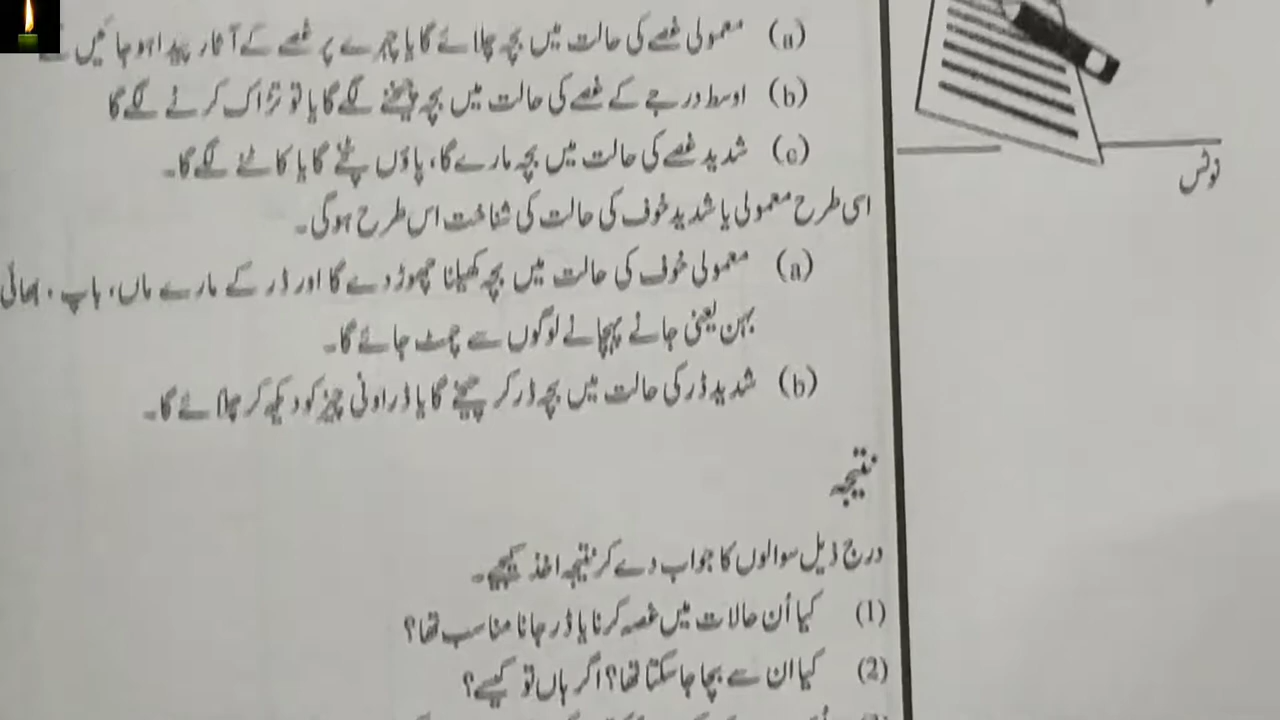 (a) معمولی غصے کی حالت میں بچہ چلائے گا یا چہرے پر غصے کے آثار پیدا ہوجائیں گے
(b) اوسط درجے کے غصے کی حالت میں بچہ چیخنے لگے گا یا تو تڑاک کرنے لگے گا
(c) شدید غصے کی حالت میں بچہ مارے گا، پاؤں پٹخے گا یا کاٹنے لگے گا۔
اسی طرح معمولی یا شدید خوف کی حالت کی شناخت اس طرح ہوگی۔
(a) معمولی خوف کی حالت میں بچہ کھیلنا چھوڑ دے گا اور ڈر کے مارے ماں، باپ، بھائی
بہن یعنی جانے پہچانے لوگوں سے چمٹ جائے گا۔
(b) شدید ڈر کی حالت میں بچہ ڈر کر چیخے گا یا ڈراونی چیز کو دیکھ کر چلائے گا۔
نتیجہ
درج ذیل سوالوں کا جواب دے کر نتیجہ اخذ کیجیے۔
(1) کیا اُن حالات میں غصہ کرنا یا ڈر جانا مناسب تھا؟
(2) کیا ان سے بچا جاسکتا تھا؟ اگر ہاں تو کیسے؟
نوٹس